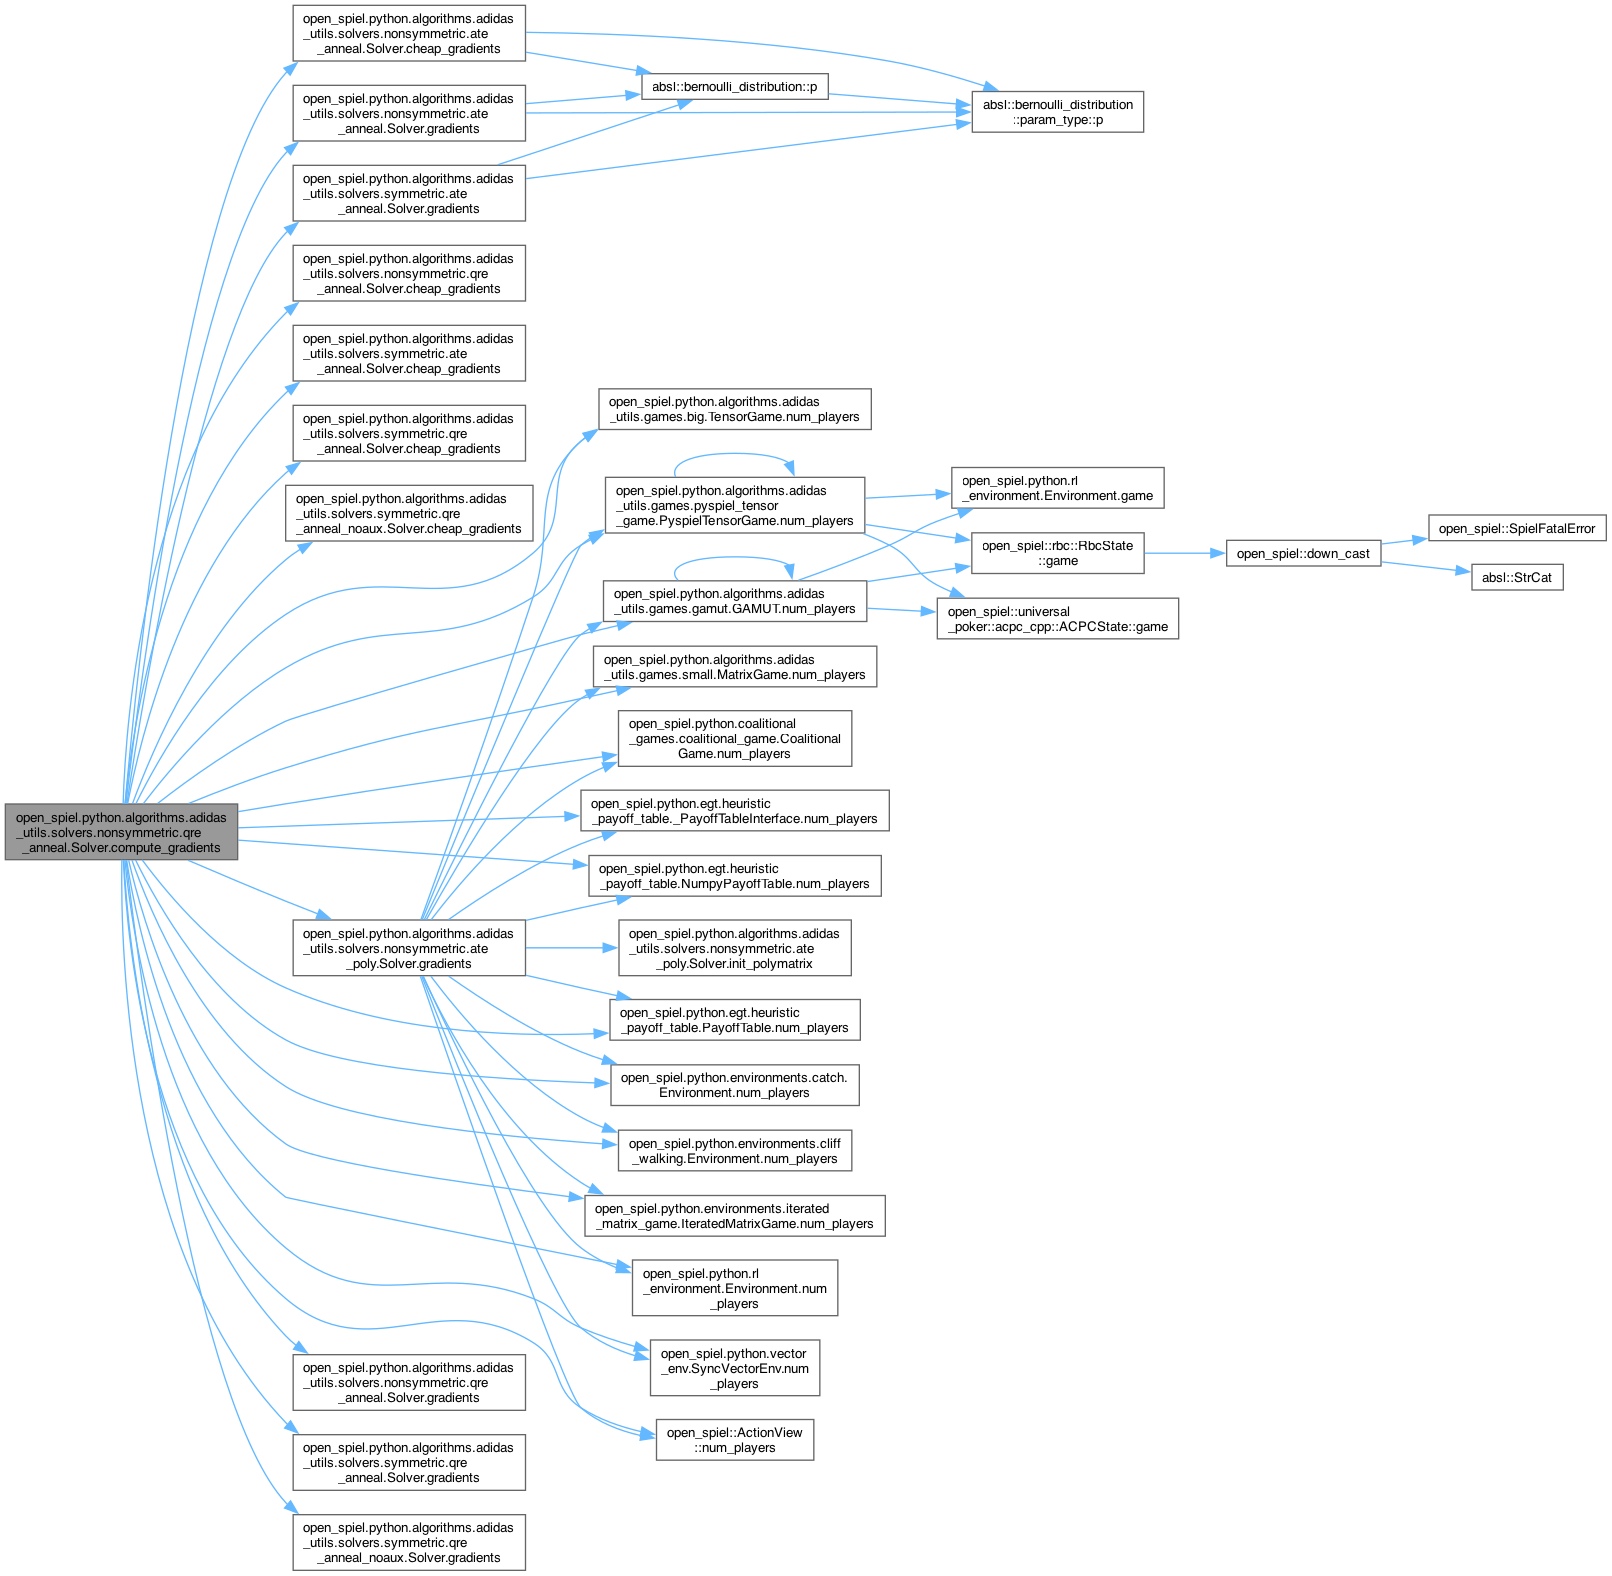 open_spiel.python.algorithms.adidas
_utils.solvers.nonsymmetric.qre
_anneal.Solver.compute_gradients
open_spiel.python.algorithms.adidas
_utils.solvers.nonsymmetric.ate
_anneal.Solver.cheap_gradients
open_spiel.python.algorithms.adidas
_utils.solvers.nonsymmetric.ate
_anneal.Solver.gradients
open_spiel.python.algorithms.adidas
_utils.solvers.symmetric.ate
_anneal.Solver.gradients
open_spiel.python.algorithms.adidas
_utils.solvers.nonsymmetric.qre
_anneal.Solver.cheap_gradients
open_spiel.python.algorithms.adidas
_utils.solvers.symmetric.ate
_anneal.Solver.cheap_gradients
open_spiel.python.algorithms.adidas
_utils.solvers.symmetric.qre
_anneal.Solver.cheap_gradients
open_spiel.python.algorithms.adidas
_utils.solvers.symmetric.qre
_anneal_noaux.Solver.cheap_gradients
open_spiel.python.algorithms.adidas
_utils.solvers.nonsymmetric.ate
_poly.Solver.gradients
open_spiel.python.algorithms.adidas
_utils.solvers.nonsymmetric.qre
_anneal.Solver.gradients
open_spiel.python.algorithms.adidas
_utils.solvers.symmetric.qre
_anneal.Solver.gradients
open_spiel.python.algorithms.adidas
_utils.solvers.symmetric.qre
_anneal_noaux.Solver.gradients
absl::bernoulli_distribution::p
open_spiel.python.algorithms.adidas
_utils.games.big.TensorGame.num_players
open_spiel.python.algorithms.adidas
_utils.games.pyspiel_tensor
_game.PyspielTensorGame.num_players
open_spiel.python.algorithms.adidas
_utils.games.gamut.GAMUT.num_players
open_spiel.python.algorithms.adidas
_utils.games.small.MatrixGame.num_players
open_spiel.python.coalitional
_games.coalitional_game.Coalitional
Game.num_players
open_spiel.python.egt.heuristic
_payoff_table._PayoffTableInterface.num_players
open_spiel.python.egt.heuristic
_payoff_table.NumpyPayoffTable.num_players
open_spiel.python.algorithms.adidas
_utils.solvers.nonsymmetric.ate
_poly.Solver.init_polymatrix
open_spiel.python.egt.heuristic
_payoff_table.PayoffTable.num_players
open_spiel.python.environments.catch.
Environment.num_players
open_spiel.python.environments.cliff
_walking.Environment.num_players
open_spiel.python.environments.iterated
_matrix_game.IteratedMatrixGame.num_players
open_spiel.python.rl
_environment.Environment.num
_players
open_spiel.python.vector
_env.SyncVectorEnv.num
_players
open_spiel::ActionView
::num_players
absl::bernoulli_distribution
::param_type::p
open_spiel.python.rl
_environment.Environment.game
open_spiel::rbc::RbcState
::game
open_spiel::universal
_poker::acpc_cpp::ACPCState::game
open_spiel::down_cast
open_spiel::SpielFatalError
absl::StrCat